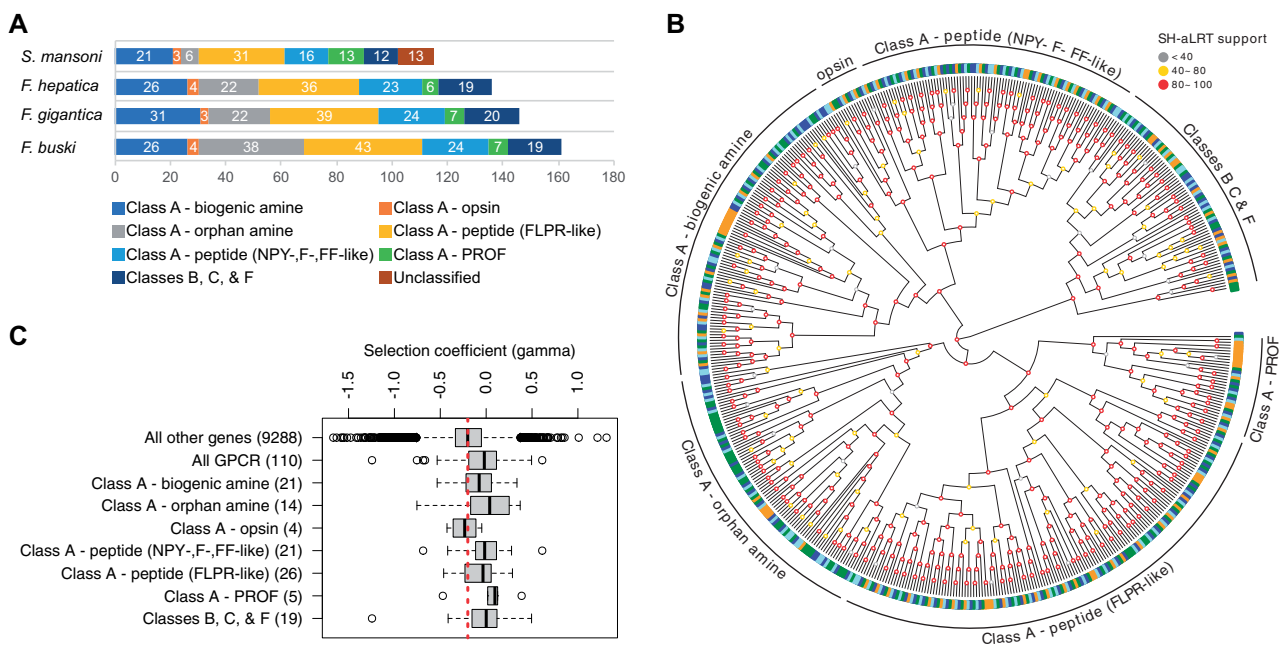 A
S. mansoni
21 3 6 31 16 13 12 13
F. hepatica
26 4 22 36 23 6 19
F. gigantica
31 3 22 39 24 7 20
F. buski
26 4 38 43 24 7 19
0 20 40 60 80 100 120 140 160 180
Class A - biogenic amine
Class A - opsin
Class A - orphan amine
Class A - peptide (FLPR-like)
Class A - peptide (NPY-,F-,FF-like)
Class A - PROF
Classes B, C, & F
Unclassified
B
SH-aLRT support
<40
40–80
80–100
Class A - peptide (NPY- F- FF-like)
opsin
Classes B C & F
Class A - biogenic amine
Class A - PROF
Class A - orphan amine
Class A - peptide (FLPR-like)
C
Selection coefficient (gamma)
-1.5 -1.0 -0.5 0.0 0.5 1.0
All other genes (9288)
All GPCR (110)
Class A - biogenic amine (21)
Class A - orphan amine (14)
Class A - opsin (4)
Class A - peptide (NPY-,F-,FF-like) (21)
Class A - peptide (FLPR-like) (26)
Class A - PROF (5)
Classes B, C, & F (19)